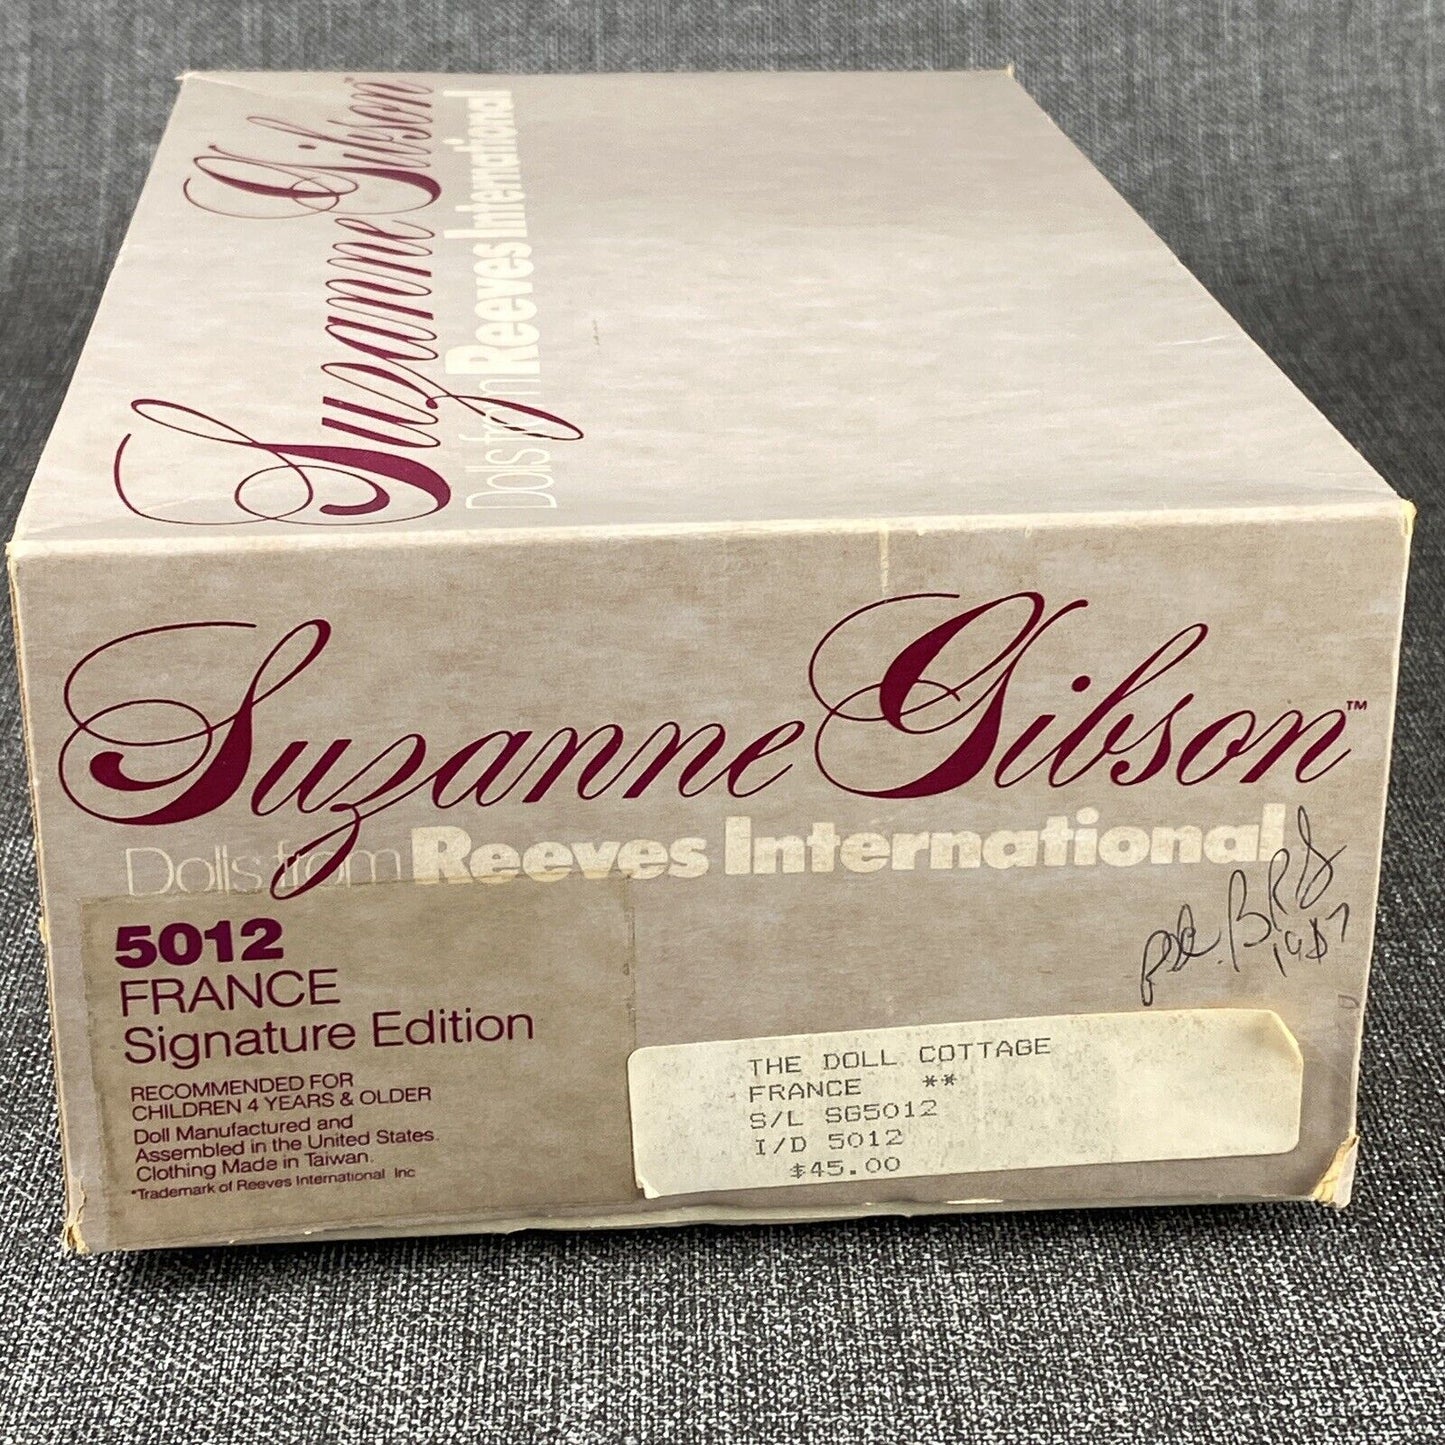 Suzanne Gibson™
Dolls from Reeves International
Suzanne Gibson™
Dolls from Reeves International
5012
FRANCE
Signature Edition
RECOMMENDED FOR
CHILDREN 4 YEARS & OLDER
Doll Manufactured and
Assembled in the United States.
Clothing Made in Taiwan.
*Trademark of Reeves International Inc
1987
THE DOLL COTTAGE
FRANCE **
S/L SG5012
I/D 5012
$45.00